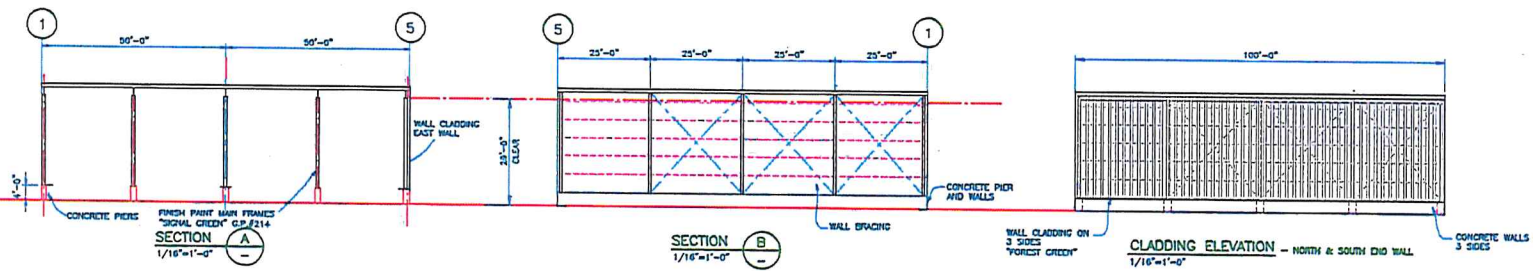 1
50'-0"
50'-0"
5
WALL CLADDING
EAST WALL
4'-0"
CONCRETE PIERS
FINISH PAINT MAIN FRAMES
"SIGNAL GREEN" G.P.#214
SECTION A
1/16"=1'-0"
–
5
25'-0"
25'-0"
25'-0"
25'-0"
1
CLEAR
CONCRETE PIER
AND WALLS
WALL BRACING
SECTION B
1/16"=1'-0"
–
100'-0"
WALL CLADDING ON
3 SIDES
"FOREST GREEN"
CLADDING ELEVATION – NORTH & SOUTH END WALL
1/16"=1'-0"
CONCRETE WALLS
3 SIDES